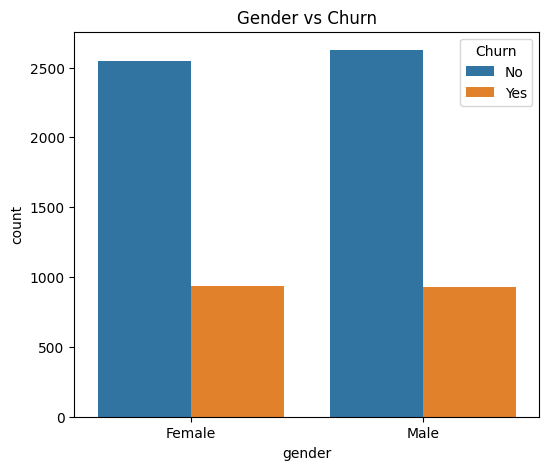 Gender vs Churn
Churn
No
Yes
count
2500
2000
1500
1000
500
0
Female
Male
gender